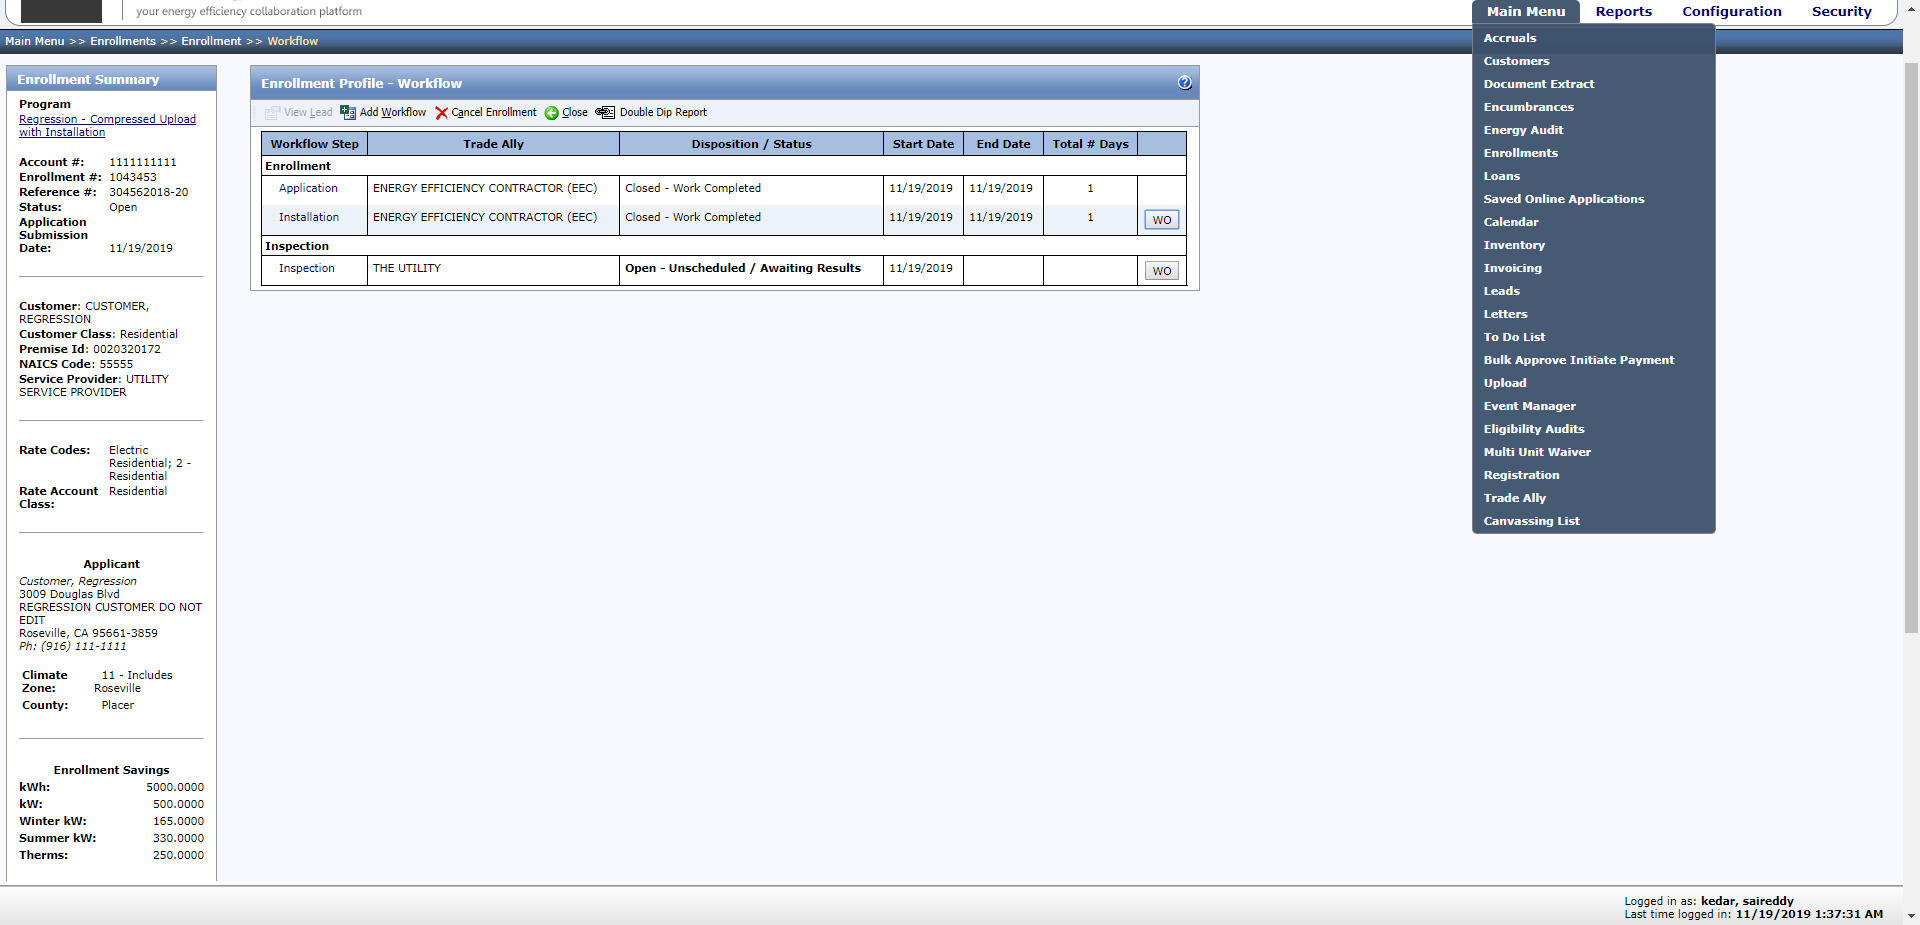 your energy efficiency collaboration platform
Main Menu Reports Configuration Security
Main Menu >> Enrollments >> Enrollment >> Workflow
Accruals
Customers
Document Extract
Encumbrances
Energy Audit
Enrollments
Loans
Saved Online Applications
Calendar
Inventory
Invoicing
Leads
Letters
To Do List
Bulk Approve Initiate Payment
Upload
Event Manager
Eligibility Audits
Multi Unit Waiver
Registration
Trade Ally
Canvassing List
Enrollment Summary
Program
Regression - Compressed Upload
with Installation
Account #: 1111111111
Enrollment #: 1043453
Reference #: 304562018-20
Status: Open
Application
Submission
Date: 11/19/2019
Customer: CUSTOMER,
REGRESSION
Customer Class: Residential
Premise Id: 0020320172
NAICS Code: 55555
Service Provider: UTILITY
SERVICE PROVIDER
Rate Codes: Electric
Residential; 2 -
Residential
Rate Account Residential
Class:
Applicant
Customer, Regression
3009 Douglas Blvd
REGRESSION CUSTOMER DO NOT
EDIT
Roseville, CA 95661-3859
Ph: (916) 111-1111
Climate 11 - Includes
Zone: Roseville
County: Placer
Enrollment Savings
kWh: 5000.0000
kW: 500.0000
Winter kW: 165.0000
Summer kW: 330.0000
Therms: 250.0000
Enrollment Profile - Workflow
View Lead Add Workflow Cancel Enrollment Close Double Dip Report
Workflow Step Trade Ally Disposition / Status Start Date End Date Total # Days
Enrollment
Application ENERGY EFFICIENCY CONTRACTOR (EEC) Closed - Work Completed 11/19/2019 11/19/2019 1
Installation ENERGY EFFICIENCY CONTRACTOR (EEC) Closed - Work Completed 11/19/2019 11/19/2019 1 WO
Inspection
Inspection THE UTILITY Open - Unscheduled / Awaiting Results 11/19/2019 WO
Logged in as: kedar, saireddy
Last time logged in: 11/19/2019 1:37:31 AM